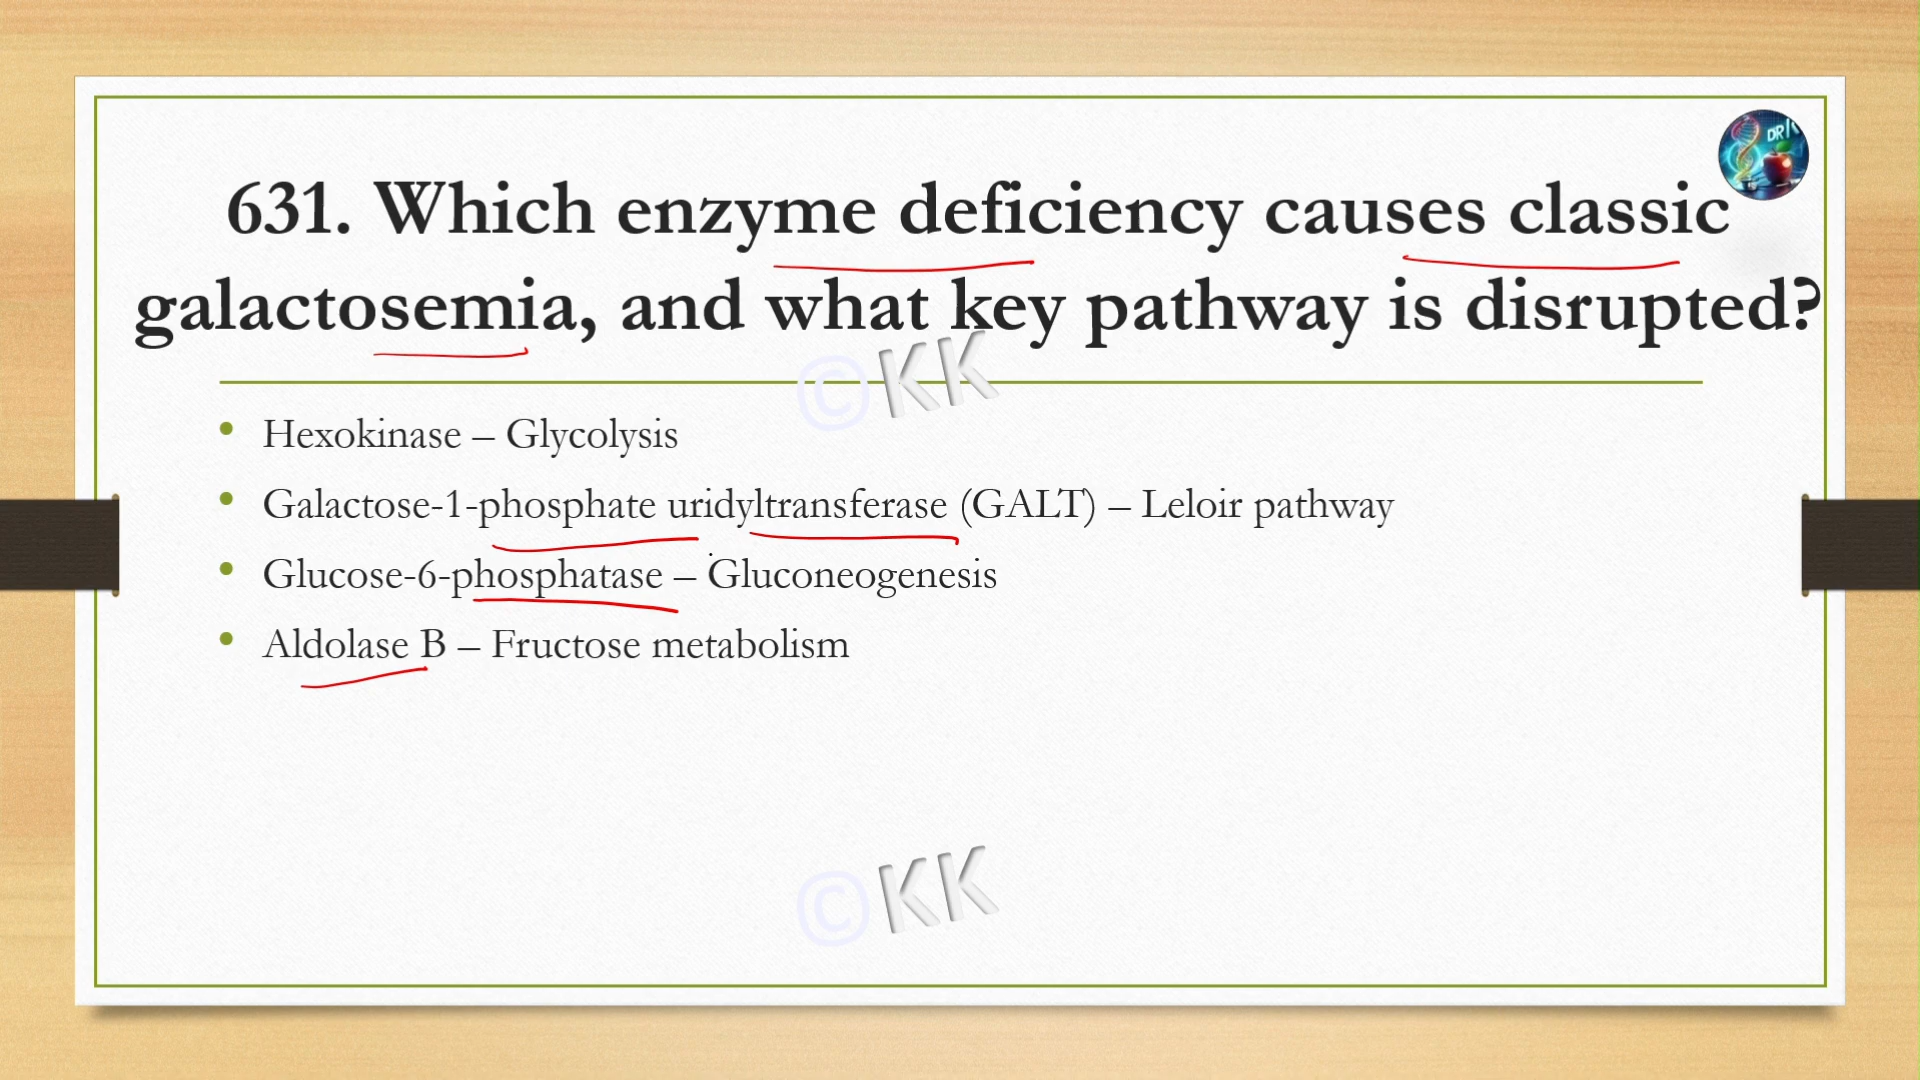 DR K
631. Which enzyme deficiency causes classic
galactosemia, and what key pathway is disrupted?
©KK
• Hexokinase – Glycolysis
• Galactose-1-phosphate uridyltransferase (GALT) – Leloir pathway
• Glucose-6-phosphatase – Gluconeogenesis
• Aldolase B – Fructose metabolism
©KK